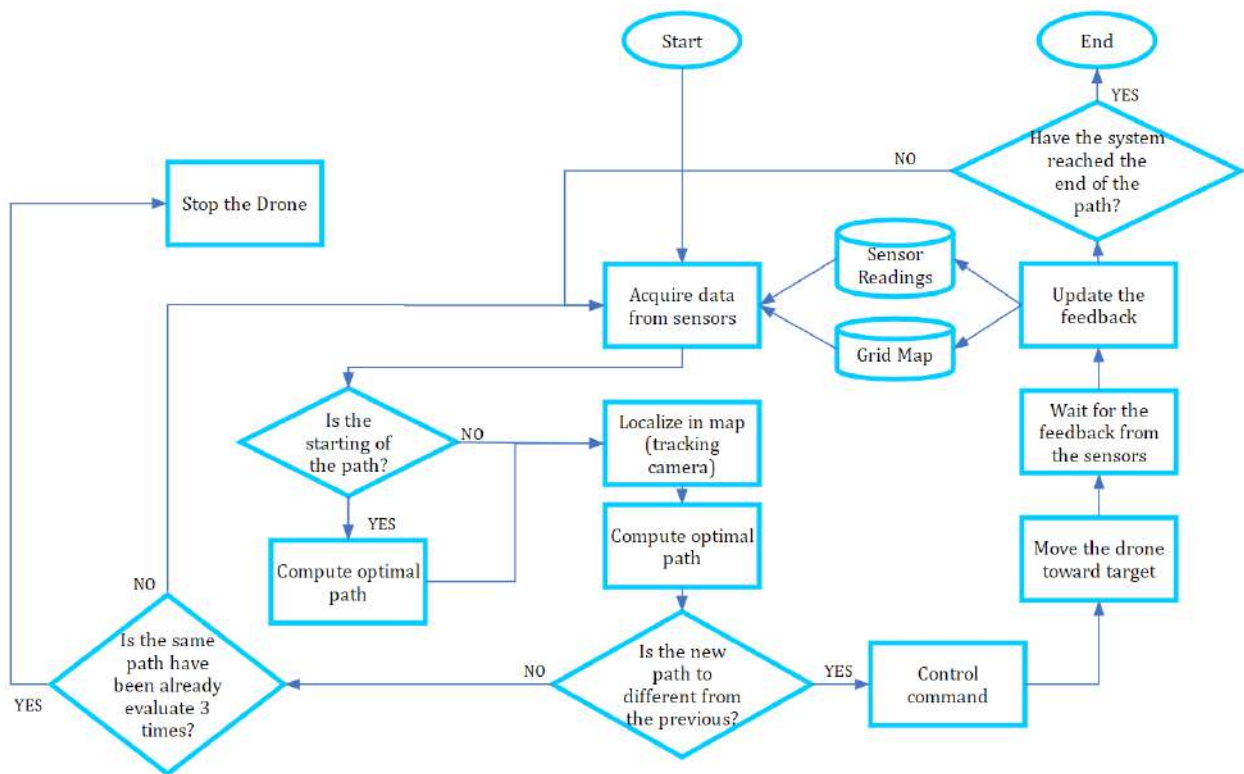 Start
End
YES
Have the system
reached the
end of the
path?
NO
Stop the Drone
Sensor
Readings
Acquire data
from sensors
Update the
feedback
Grid Map
Is the
starting of
the path?
NO
Localize in map
(tracking
camera)
Wait for the
feedback from
the sensors
YES
Compute optimal
path
Compute optimal
path
Move the drone
toward target
NO
Is the same
path have
been already
evaluate 3
times?
YES
NO
Is the new
path to
different from
the previous?
YES
Control
command